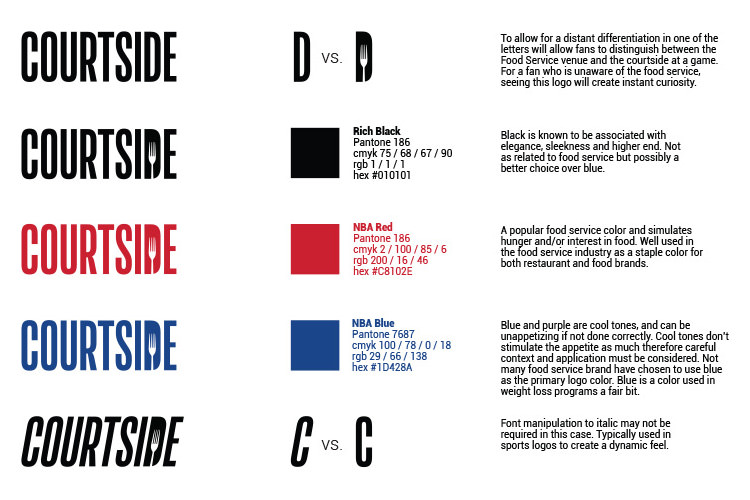 COURTSIDE
D VS. D
To allow for a distant differentiation in one of the
letters will allow fans to distinguish between the
Food Service venue and the courtside at a game.
For a fan who is unaware of the food service,
seeing this logo will create instant curiosity.
COURTSIDE
Rich Black
Pantone 186
cmyk 75 / 68 / 67 / 90
rgb 1 / 1 / 1
hex #010101
Black is known to be associated with
elegance, sleekness and higher end. Not
as related to food service but possibly a
better choice over blue.
COURTSIDE
NBA Red
Pantone 186
cmyk 2 / 100 / 85 / 6
rgb 200 / 16 / 46
hex #C8102E
A popular food service color and simulates
hunger and/or interest in food. Well used in
the food service industry as a staple color for
both restaurant and food brands.
COURTSIDE
NBA Blue
Pantone 7687
cmyk 100 / 78 / 0 / 18
rgb 29 / 66 / 138
hex #1D428A
Blue and purple are cool tones, and can be
unappetizing if not done correctly. Cool tones don't
stimulate the appetite as much therefore careful
context and application must be considered. Not
many food service brand have chosen to use blue
as the primary logo color. Blue is a color used in
weight loss programs a fair bit.
COURTSIDE
C VS. C
Font manipulation to italic may not be
required in this case. Typically used in
sports logos to create a dynamic feel.